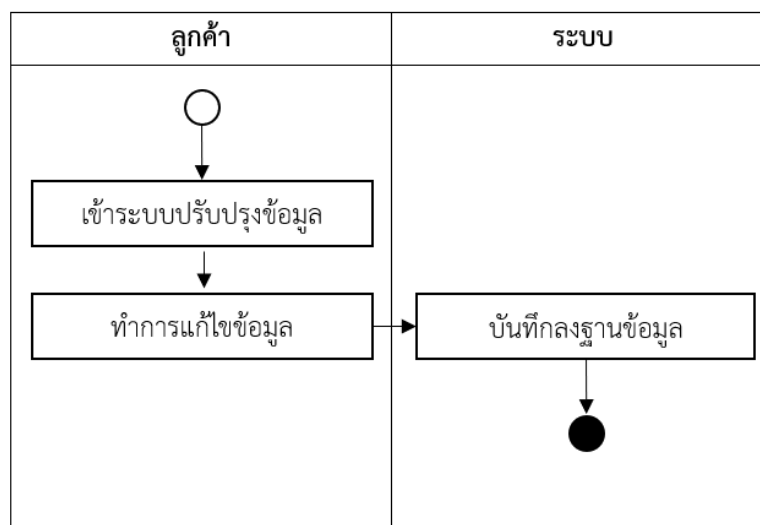 ลูกค้า
ระบบ
เข้าระบบปรับปรุงข้อมูล
ทำการแก้ไขข้อมูล
บันทึกลงฐานข้อมูล